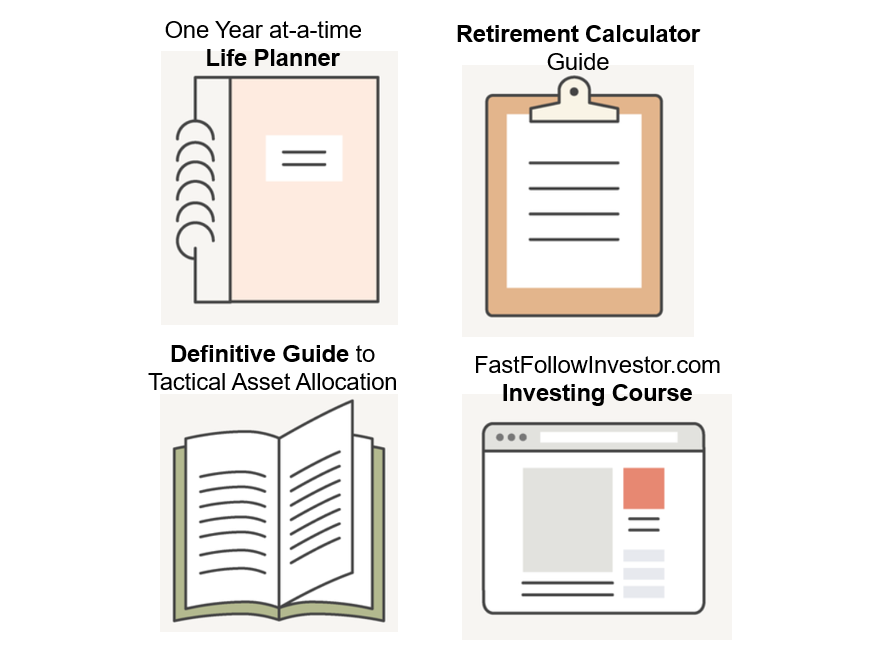 One Year at-a-time
Life Planner
Retirement Calculator
Guide
Definitive Guide to
Tactical Asset Allocation
FastFollowInvestor.com
Investing Course